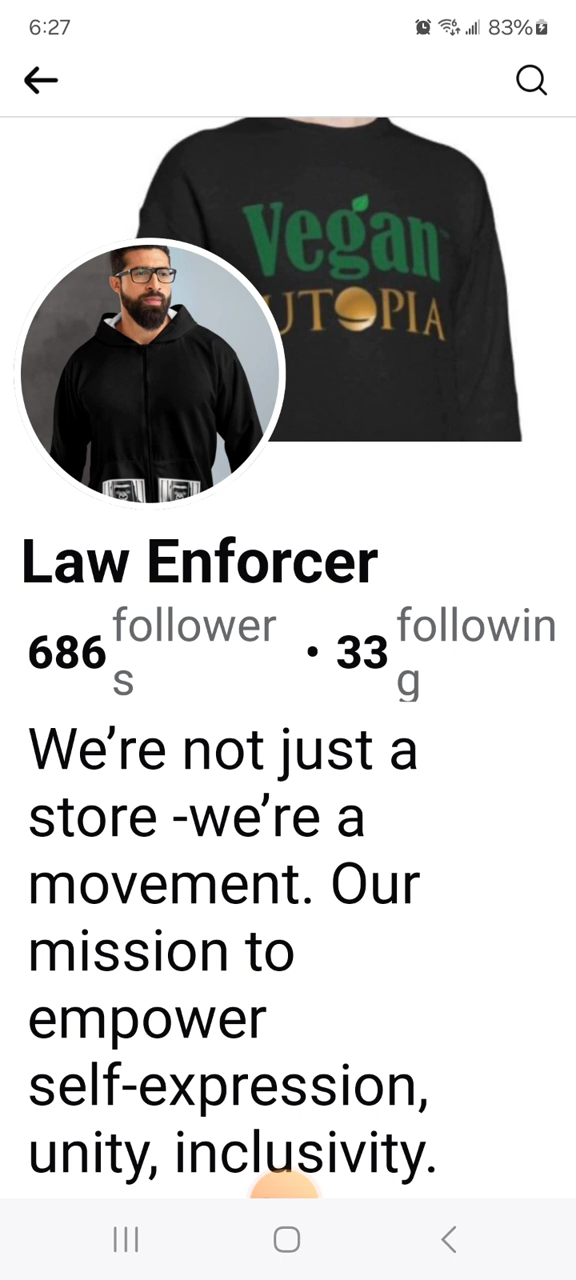 6:27
83%
Vegan
UTOPIA
Law Enforcer
686 followers · 33 following
We’re not just a
store -we’re a
movement. Our
mission to
empower
self-expression,
unity, inclusivity.